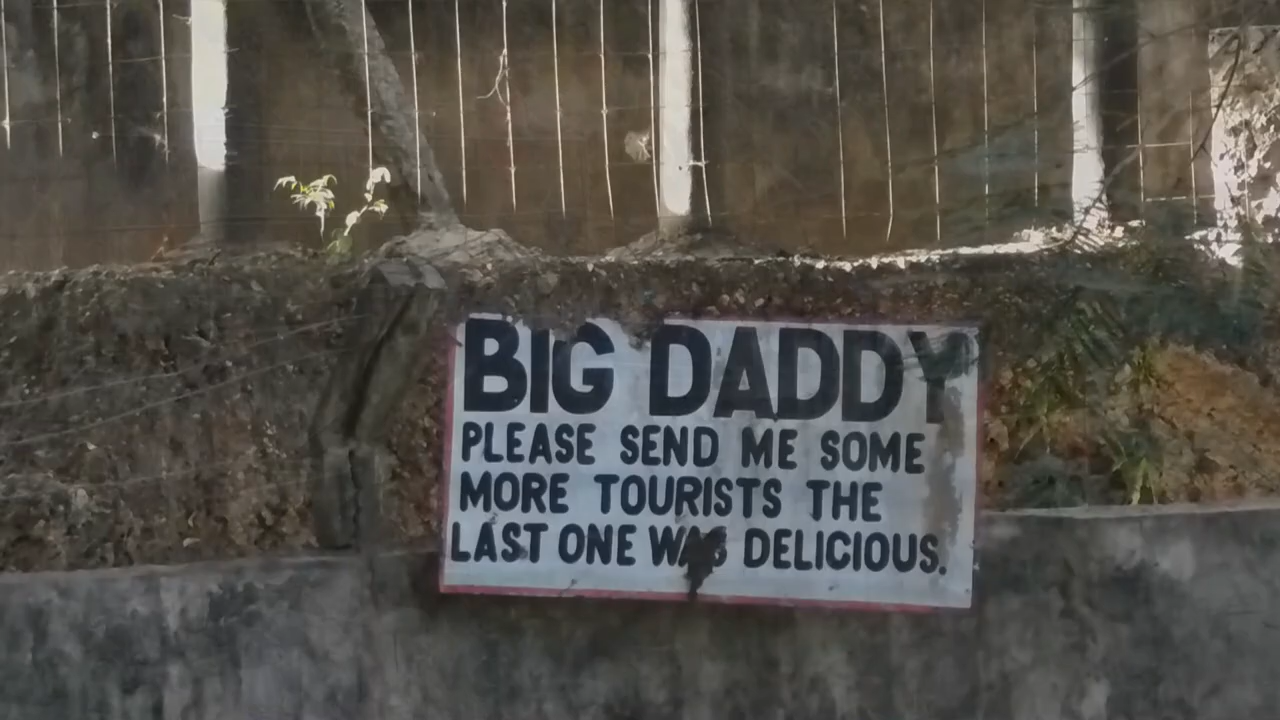 BIG DADDY
PLEASE SEND ME SOME
MORE TOURISTS THE
LAST ONE WAS DELICIOUS.